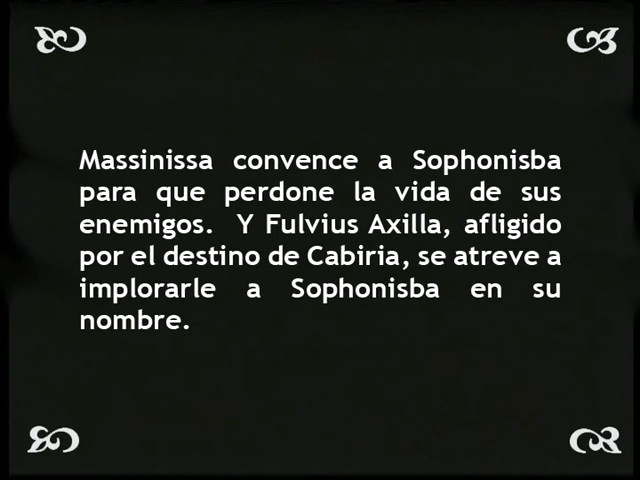 Massinissa convence a Sophonisba
para que perdone la vida de sus
enemigos.  Y Fulvius Axilla, afligido
por el destino de Cabiria, se atreve a
implorarle a Sophonisba en su
nombre.